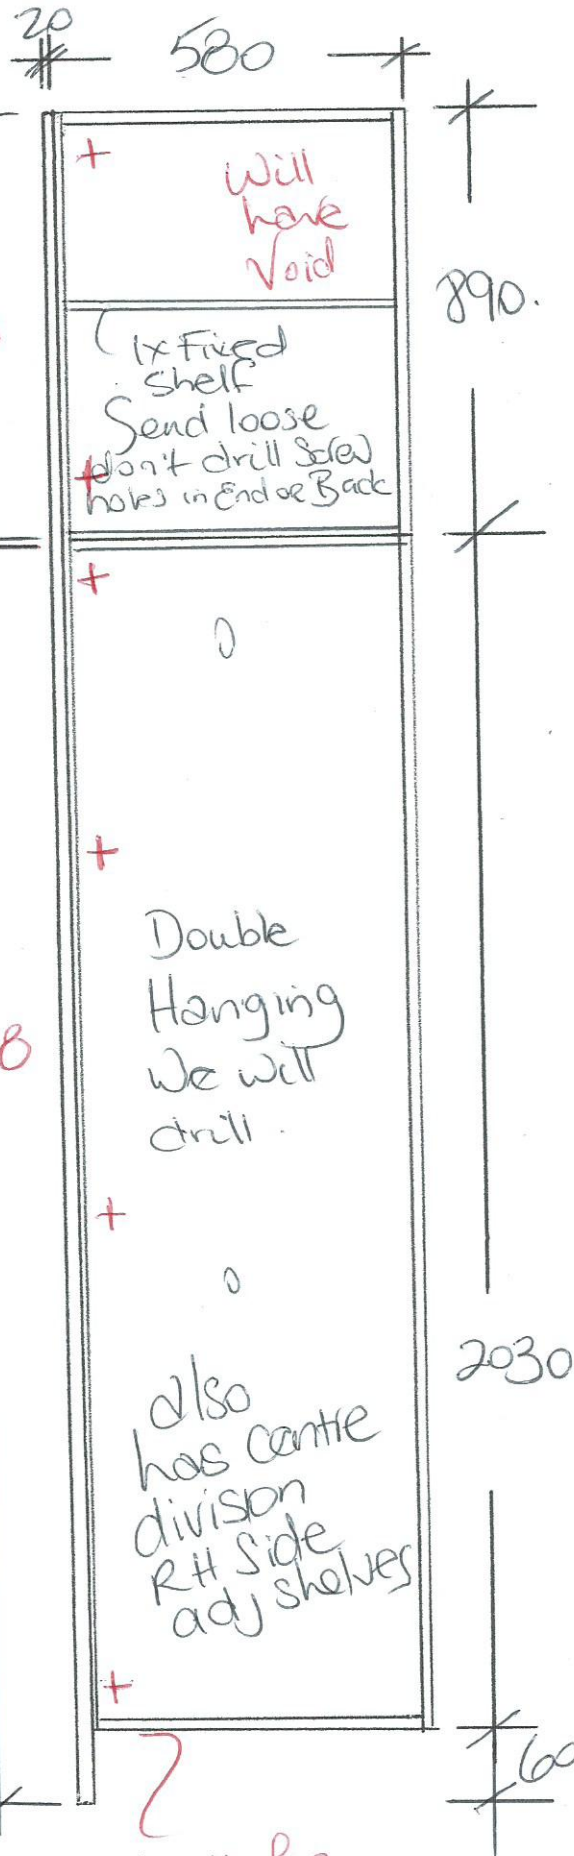 20
580
Will
have
Void
890.
1x Fixed
Shelf
Send loose
don't drill Screw
holes in End or Back
Double
Hanging
We will
drill.
8
2030
also
has centre
division
RH Side
adj shelves
60